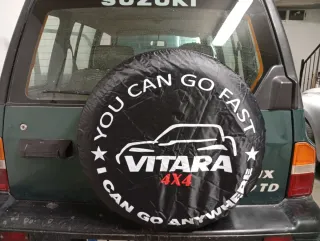 SUZUKI
YOU CAN GO FAST
VITARA
4X4
I CAN GO ANYWHERE
TD